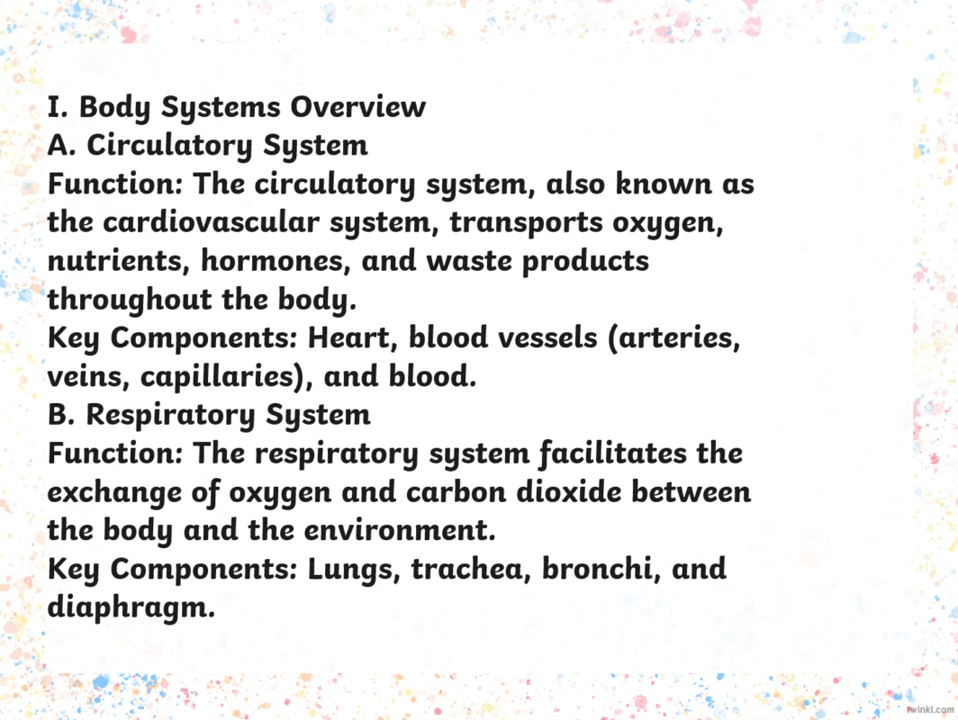 I. Body Systems Overview
A. Circulatory System
Function: The circulatory system, also known as
the cardiovascular system, transports oxygen,
nutrients, hormones, and waste products
throughout the body.
Key Components: Heart, blood vessels (arteries,
veins, capillaries), and blood.
B. Respiratory System
Function: The respiratory system facilitates the
exchange of oxygen and carbon dioxide between
the body and the environment.
Key Components: Lungs, trachea, bronchi, and
diaphragm.
twinkl.com